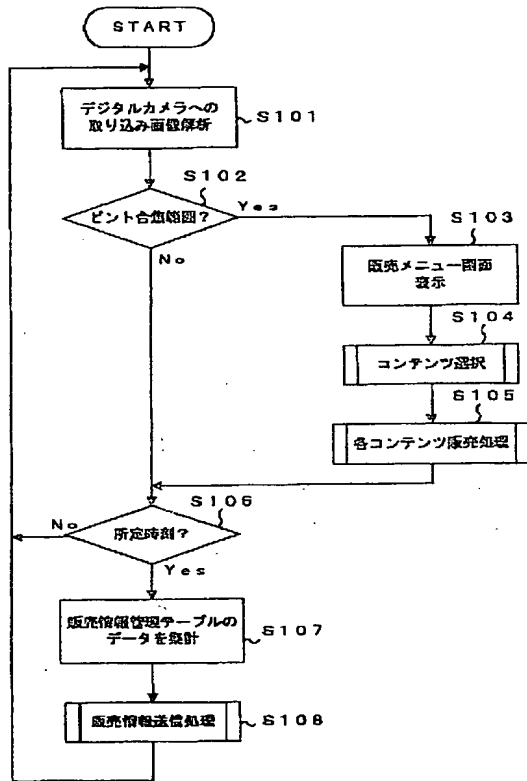 START
デジタルカメラへの
取り込み画像解析
S101
S102
ピント合焦範囲?
Yes
No
S103
販売メニュー画面
表示
S104
コンテンツ選択
S105
各コンテンツ販売処理
S106
所定時刻?
No
Yes
販売情報管理テーブルの
データを集計
S107
販売情報送信処理
S108